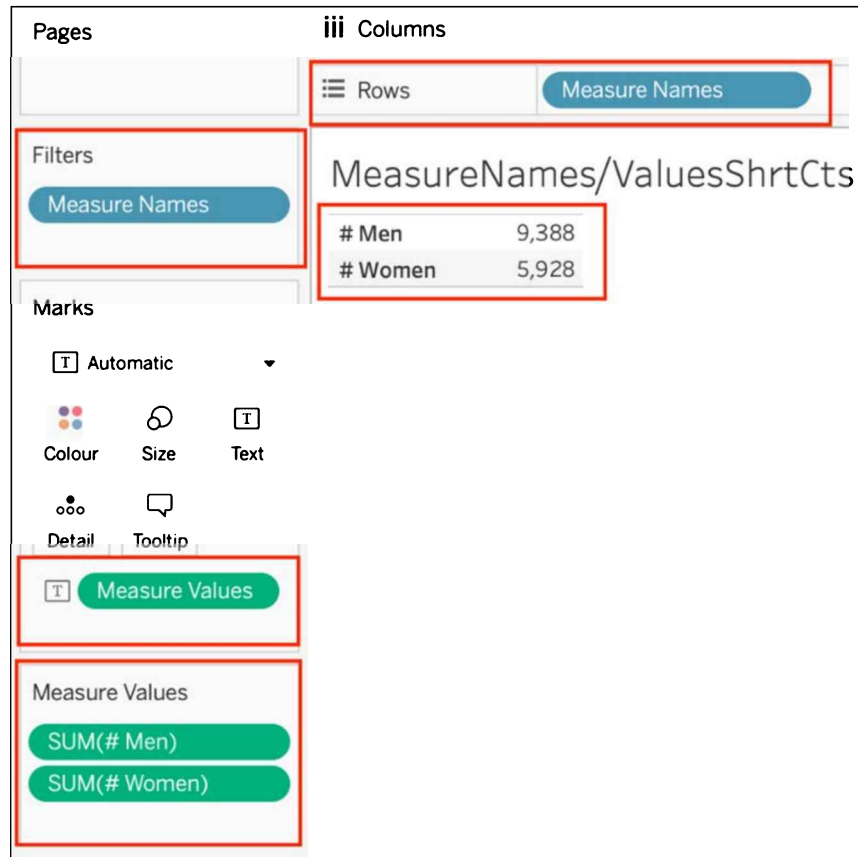 Pages
iii Columns
Rows
Measure Names
Filters
Measure Names
MeasureNames/ValuesShrtCts
# Men 9,388
# Women 5,928
Marks
T Automatic
T
Colour Size Text
Detail Tooltip
T Measure Values
Measure Values
SUM(# Men)
SUM(# Women)